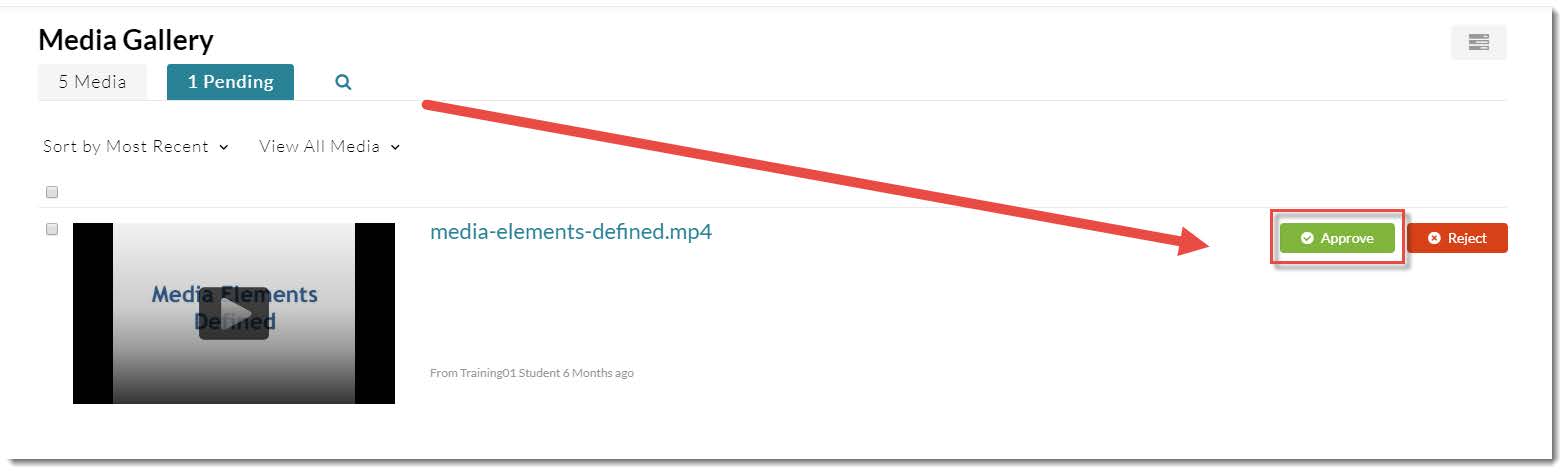 Media Gallery
5 Media 1 Pending
Sort by Most Recent View All Media
media-elements-defined.mp4
Approve Reject
Media Elements
Defined
From Training01 Student 6 Months ago